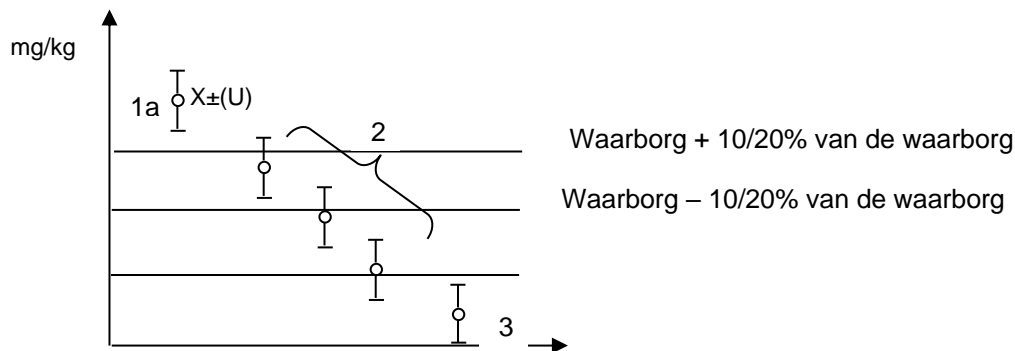 mg/kg
1a
X±(U)
2
Waarborg + 10/20% van de waarborg
Waarborg – 10/20% van de waarborg
3